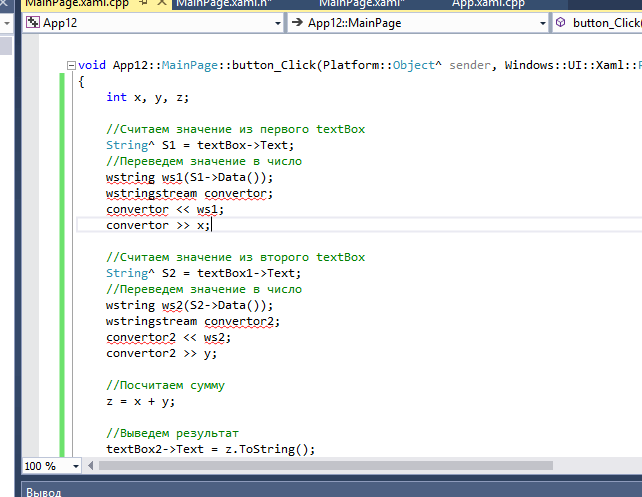 MainPage.xaml.cpp MainPage.xaml.h* MainPage.xaml* App.xaml.cpp
App12 App12::MainPage button_Click(
void App12::MainPage::button_Click(Platform::Object^ sender, Windows::UI::Xaml::
{
int x, y, z;
//Считаем значение из первого textBox
String^ S1 = textBox->Text;
//Переведем значение в число
wstring ws1(S1->Data());
wstringstream convertor;
convertor << ws1;
convertor >> x;
//Считаем значение из второго textBox
String^ S2 = textBox1->Text;
//Переведем значение в число
wstring ws2(S2->Data());
wstringstream convertor2;
convertor2 << ws2;
convertor2 >> y;
//Посчитаем сумму
z = x + y;
//Выведем результат
textBox2->Text = z.ToString();
100 %
Вывод